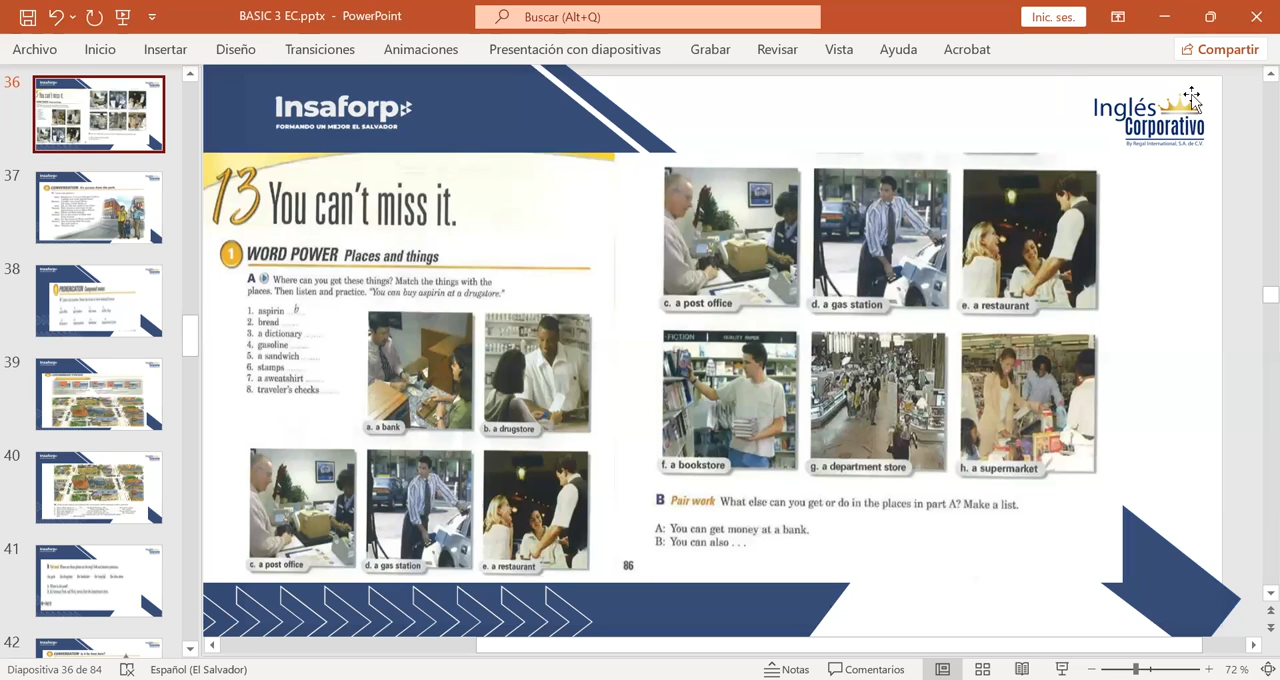 BASIC 3 EC.pptx - PowerPoint
Buscar (Alt+Q)
Inic. ses.
Archivo Inicio Insertar Diseño Transiciones Animaciones Presentación con diapositivas Grabar Revisar Vista Ayuda Acrobat
Compartir
36
37
38
39
40
41
42
Insaforp
FORMANDO UN MEJOR EL SALVADOR
Inglés
Corporativo
By Regal International, S.A. de C.V.
13 You can't miss it.
1 WORD POWER Places and things
A Where can you get these things? Match the things with the
places. Then listen and practice. "You can buy aspirin at a drugstore."
1. aspirin b
2. bread
3. a dictionary
4. gasoline
5. a sandwich
6. stamps
7. a sweatshirt
8. traveler's checks
a. a bank
b. a drugstore
c. a post office
d. a gas station
e. a restaurant
c. a post office
d. a gas station
e. a restaurant
FICTION
f. a bookstore
g. a department store
h. a supermarket
B Pair work What else can you get or do in the places in part A? Make a list.
A: You can get money at a bank.
B: You can also . . .
86
Diapositiva 36 de 84
Español (El Salvador)
Notas
Comentarios
72 %